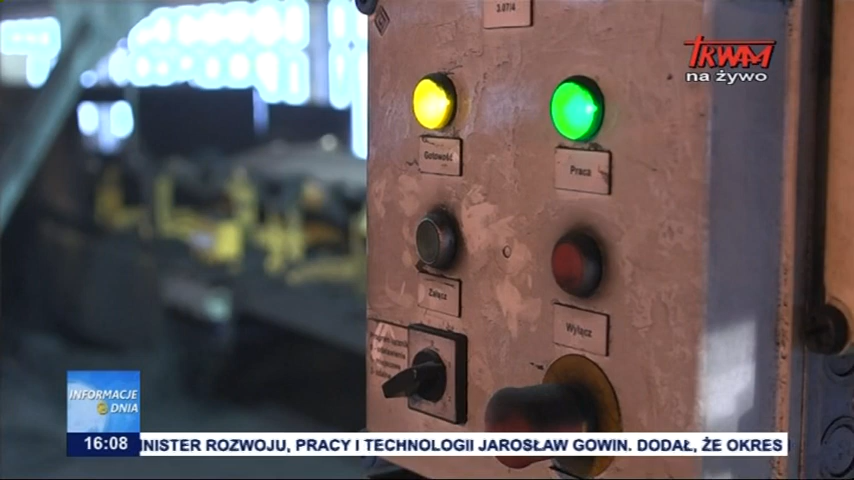 2-07/4
TRWAM
na żywo
Gotowość
Praca
Załącz
Wyłącz
INFORMACJE
DNIA
16:08
INISTER ROZWOJU, PRACY I TECHNOLOGII JAROSŁAW GOWIN. DODAŁ, ŻE OKRES